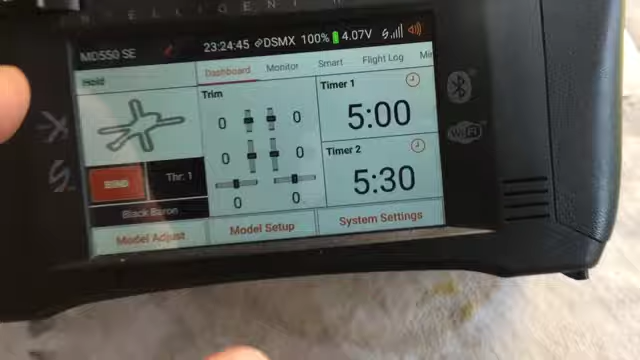 INTELLIGENT
MD550 SE
23:24:45 DSMX 100% 4.07V
Hold
Dashboard Monitor Smart Flight Log Mi
Trim
Timer 1
5:00
0 0
0 0
0 0
Timer 2
5:30
BIND
Thr: 1
Black Baron
Model Adjust
Model Setup
System Settings
WiFi